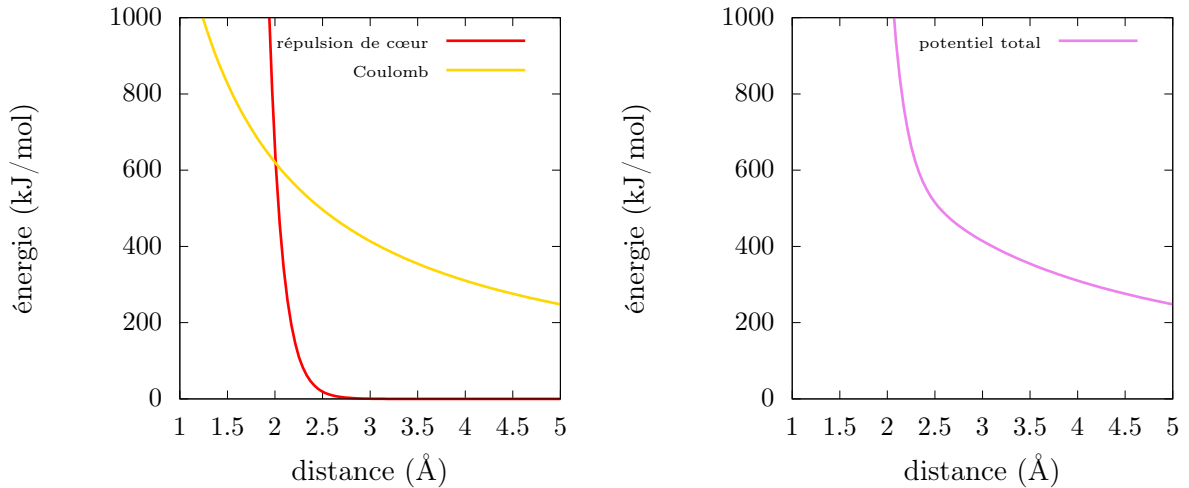 0
200
400
600
800
1000
1 1.5 2 2.5 3 3.5 4 4.5 5
énergie (kJ/mol)
distance (Å)
répulsion de cœur
Coulomb
0
200
400
600
800
1000
1 1.5 2 2.5 3 3.5 4 4.5 5
énergie (kJ/mol)
distance (Å)
potentiel total